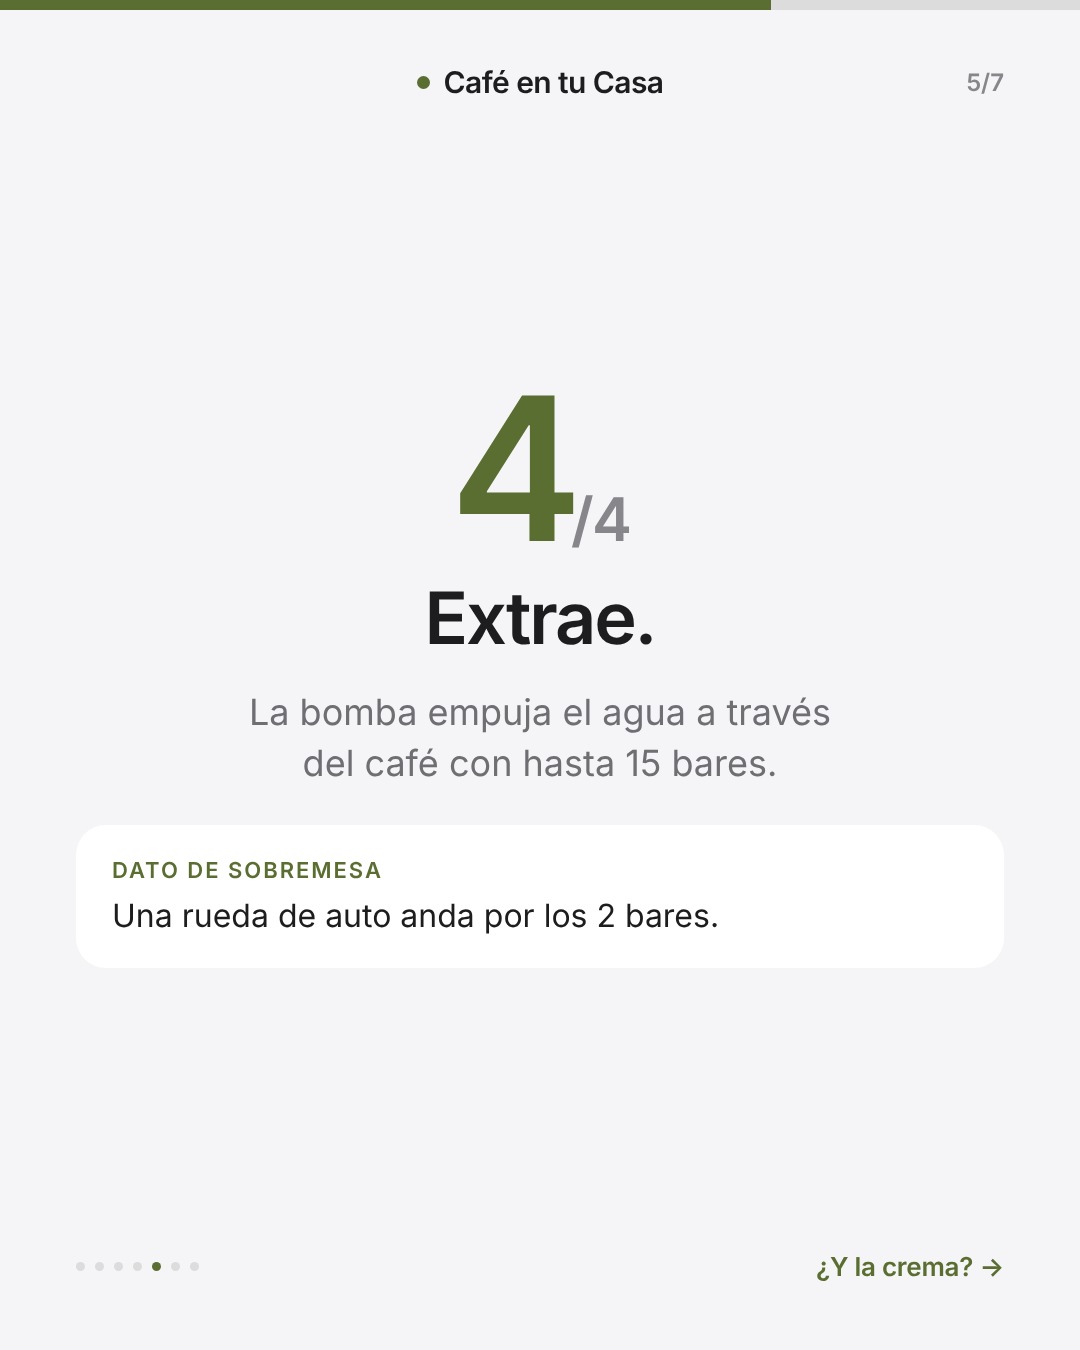 Café en tu Casa
5/7
4/4
Extrae.
La bomba empuja el agua a través
del café con hasta 15 bares.
DATO DE SOBREMESA
Una rueda de auto anda por los 2 bares.
¿Y la crema? →